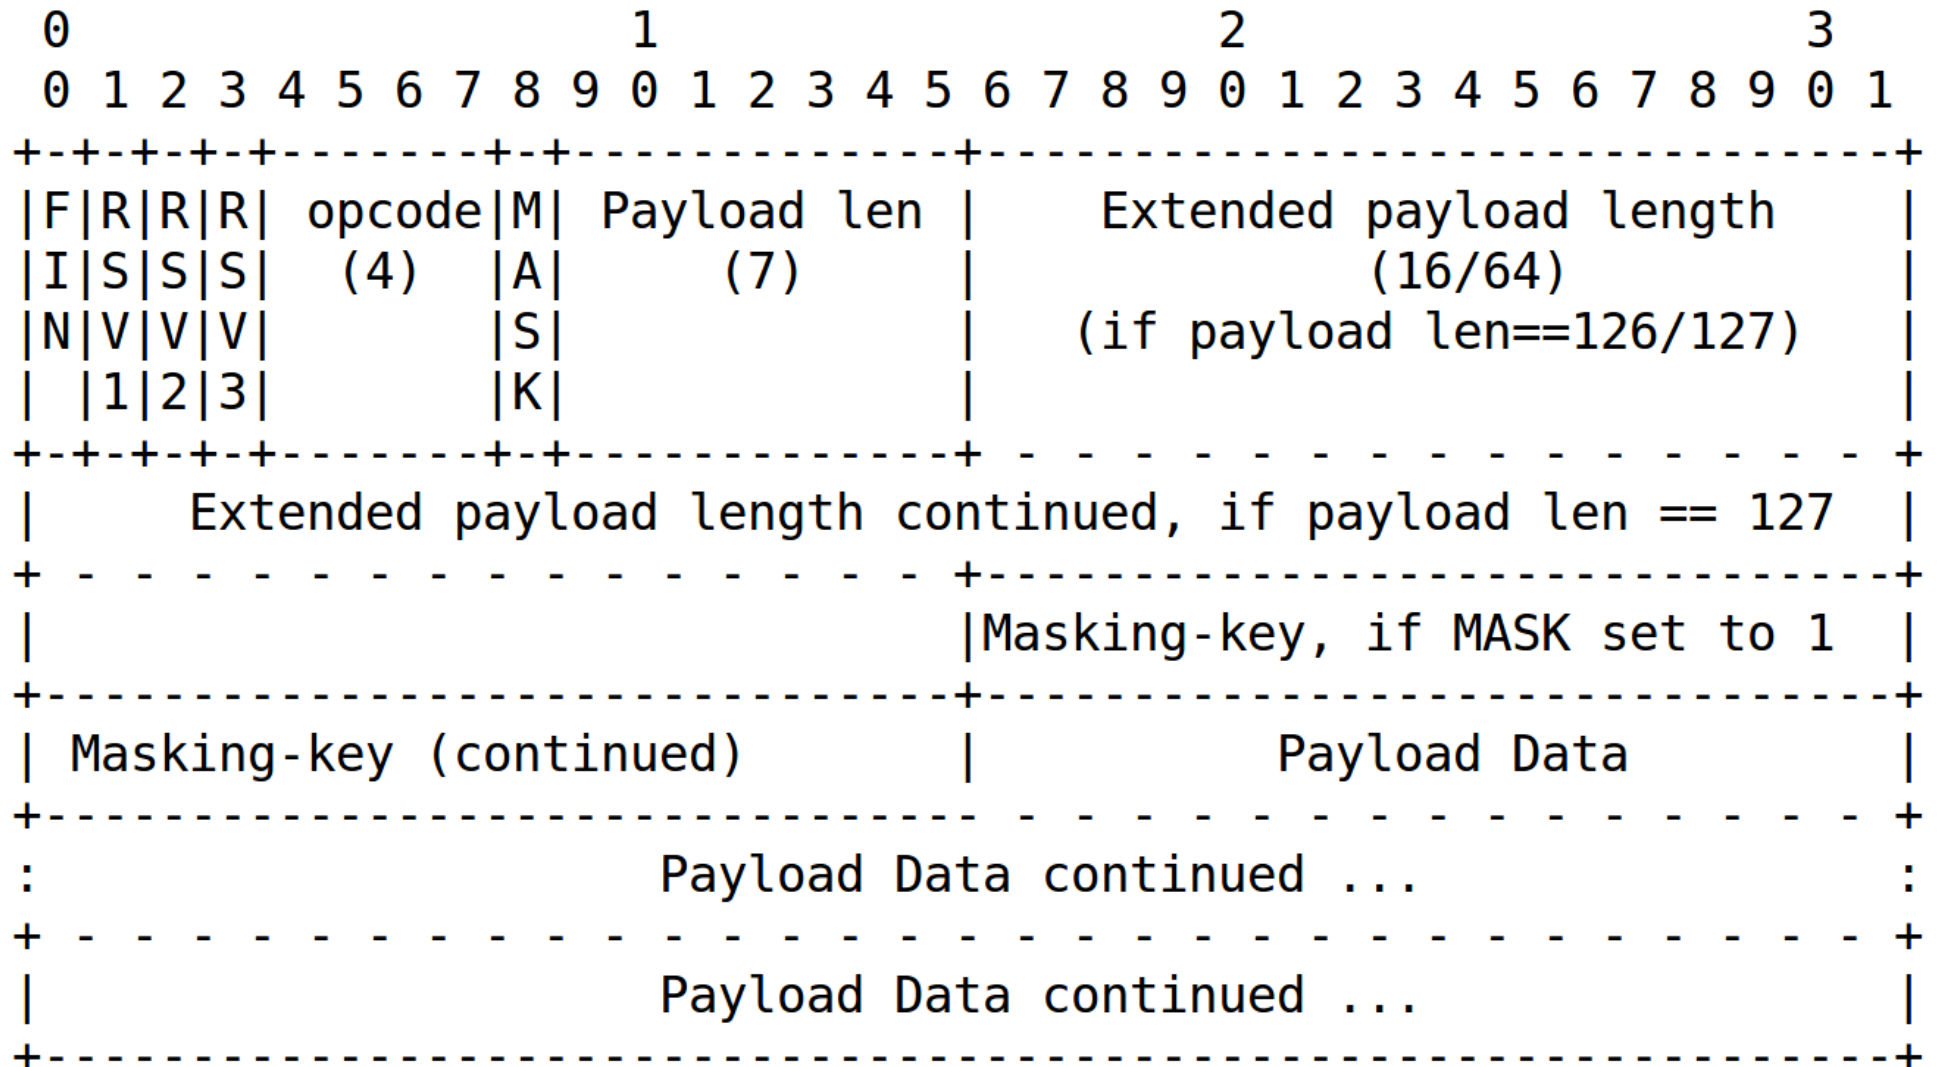 0                   1                   2                   3
  0 1 2 3 4 5 6 7 8 9 0 1 2 3 4 5 6 7 8 9 0 1 2 3 4 5 6 7 8 9 0 1
 +-+-+-+-+-------+-+-------------+-------------------------------+
 |F|R|R|R| opcode|M| Payload len |    Extended payload length    |
 |I|S|S|S|  (4)  |A|     (7)     |             (16/64)           |
 |N|V|V|V|       |S|             |   (if payload len==126/127)   |
 | |1|2|3|       |K|             |                               |
 +-+-+-+-+-------+-+-------------+ - - - - - - - - - - - - - - - +
 |     Extended payload length continued, if payload len == 127  |
 + - - - - - - - - - - - - - - - +-------------------------------+
 |                               |Masking-key, if MASK set to 1  |
 +-------------------------------+-------------------------------+
 | Masking-key (continued)       |          Payload Data         |
 +-------------------------------- - - - - - - - - - - - - - - - +
 :                     Payload Data continued ...                :
 + - - - - - - - - - - - - - - - - - - - - - - - - - - - - - - - +
 |                     Payload Data continued ...                |
 +---------------------------------------------------------------+